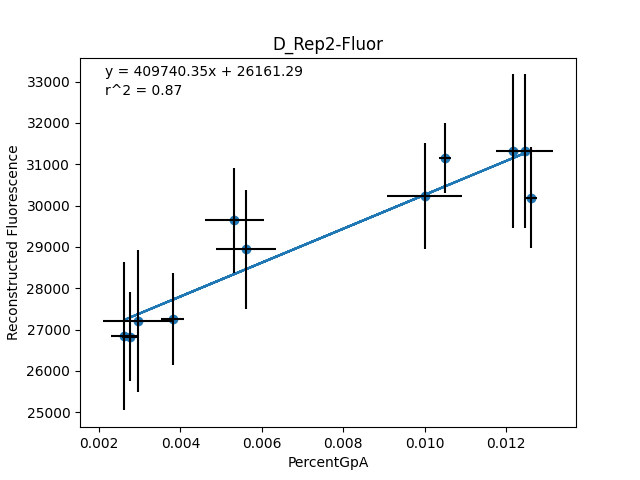 D_Rep2-Fluor
y = 409740.35x + 26161.29
r^2 = 0.87
33000
32000
31000
30000
29000
28000
27000
26000
25000
Reconstructed Fluorescence
0.002 0.004 0.006 0.008 0.010 0.012
PercentGpA